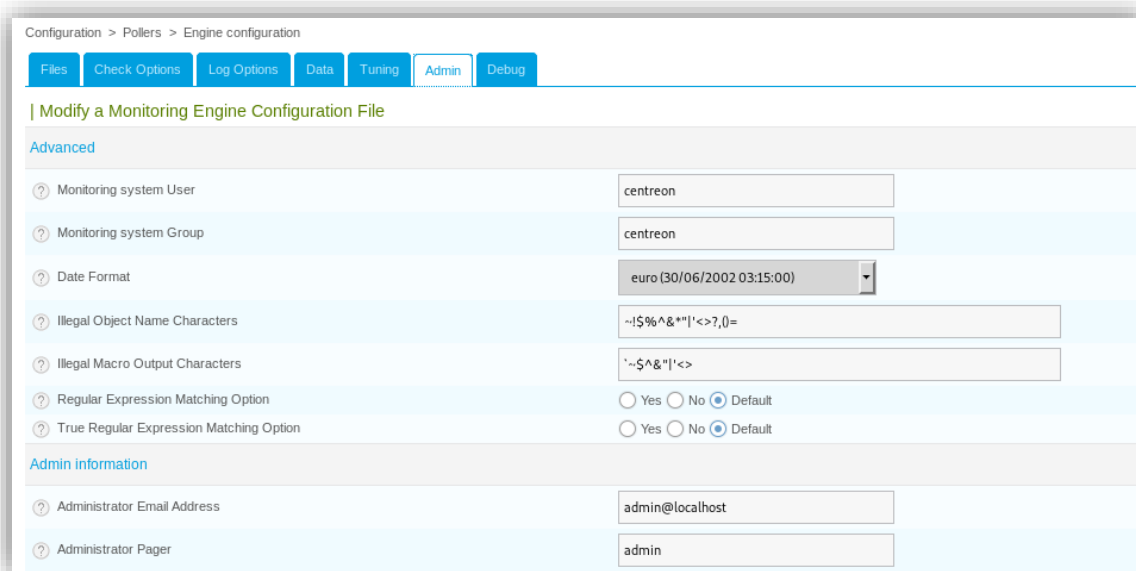 Configuration > Pollers > Engine configuration
Files Check Options Log Options Data Tuning Admin Debug
| Modify a Monitoring Engine Configuration File
Advanced
? Monitoring system User centreon
? Monitoring system Group centreon
? Date Format euro (30/06/2002 03:15:00)
? Illegal Object Name Characters ~!$%^&*"|'<>?,()=
? Illegal Macro Output Characters `~$^&"|'<>
? Regular Expression Matching Option Yes No Default
? True Regular Expression Matching Option Yes No Default
Admin information
? Administrator Email Address admin@localhost
? Administrator Pager admin